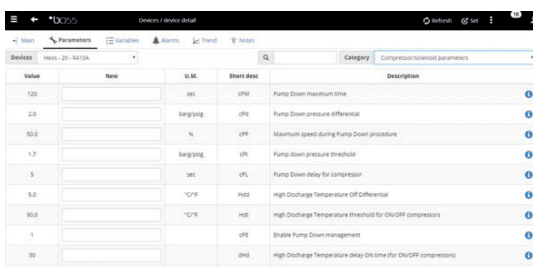 *boss Devices / device detail Refresh Set 16
Main Parameters Variables Alarms Trend Notes
Devices Heos - 20 - R410A Category Compressor/solenoid parameters
Value New U.M. Short desc Description
120 sec cPM Pump Down maximum time
2.0 barg/psig cPd Pump Down pressure differential
50.0 % cPP Maximum speed during Pump Down procedure
1.7 barg/psig cPt Pump down pressure threshold
5 sec cPL Pump Down delay for compressor
5.0 °C/°F Hdd High Discharge Temperature Off Differential
90.0 °C/°F Hdt High Discharge Temperature threshold for ON/OFF compressors
1 cPE Enable Pump Down management
30 dHd High Discharge Temperature delay ON time (for ON/OFF compressors)